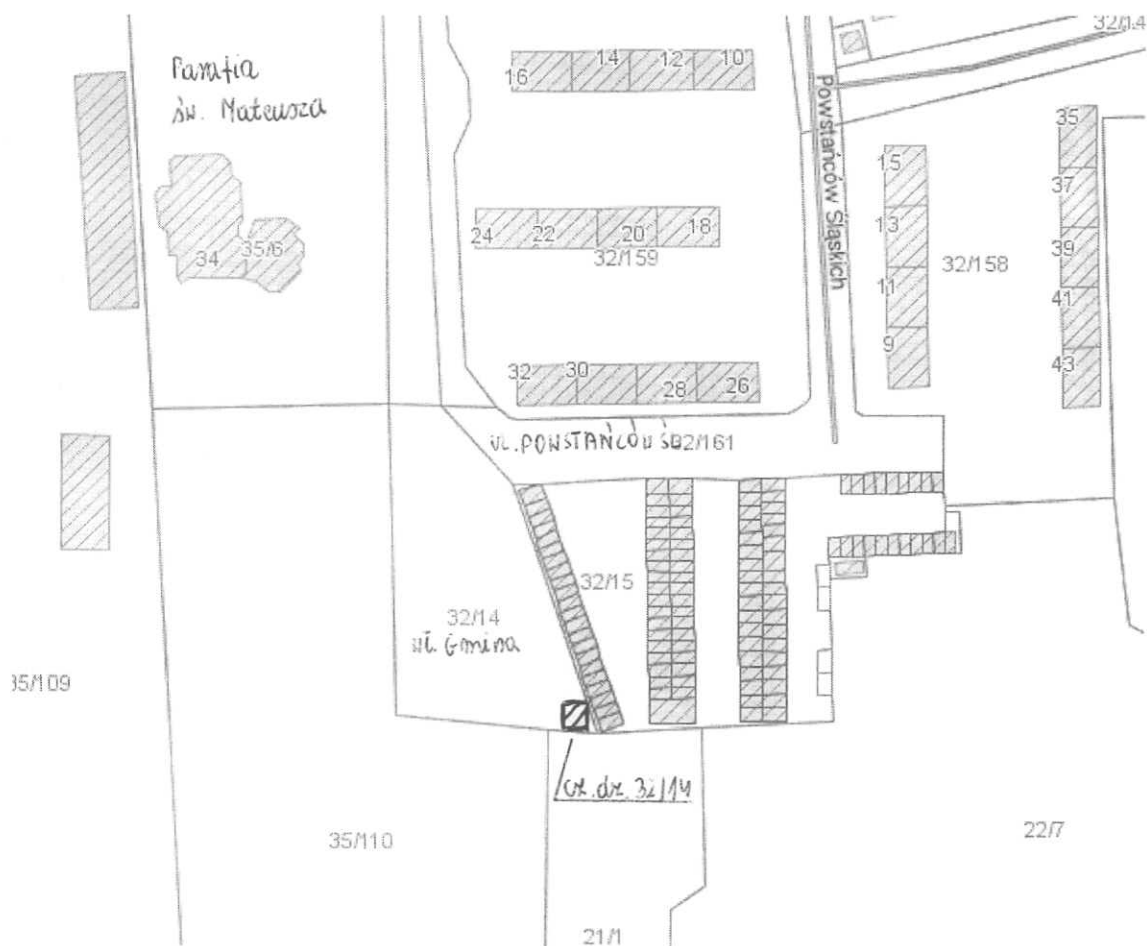 32/14
Parafia
św. Mateusza
16 14 12 10
Powstańców Śląskich
35
15
37
13
24 22 20 18
34 35/6
32/159
39
32/158
11
41
9
43
32 30 28 26
ul. POWSTAŃCÓW ŚL
32/161
32/15
32/14
wł. Gmina
35/109
cz. dz. 32/14
35/110
22/7
21/1